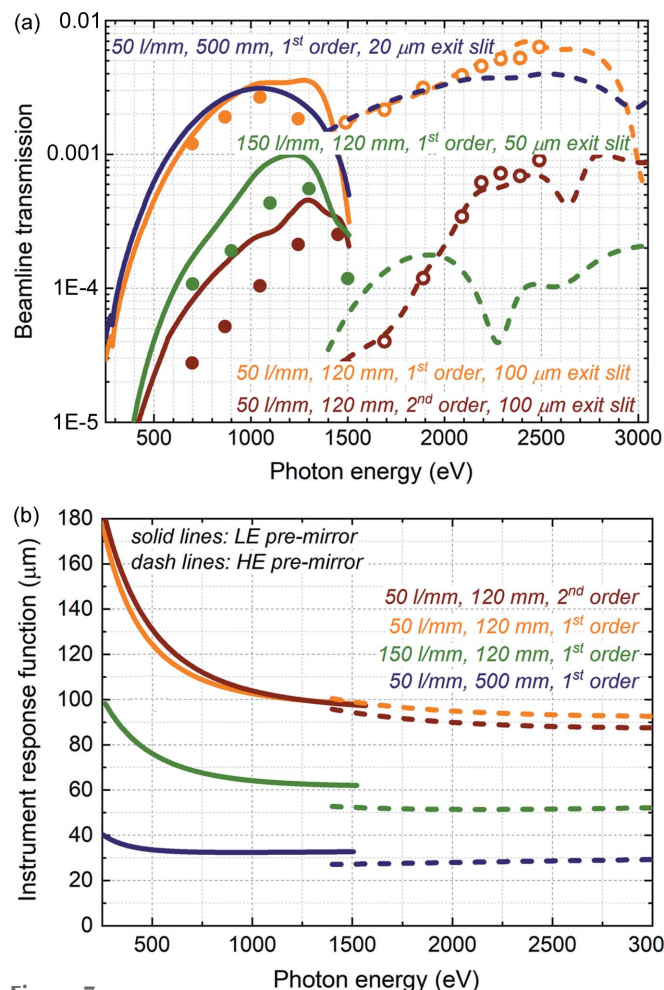 (a)
0.01
50 l/mm, 500 mm, 1st order, 20 μm exit slit
0.001
150 l/mm, 120 mm, 1st order, 50 μm exit slit
Beamline transmission
1E-4
50 l/mm, 120 mm, 1st order, 100 μm exit slit
50 l/mm, 120 mm, 2nd order, 100 μm exit slit
1E-5
500 1000 1500 2000 2500 3000
Photon energy (eV)
(b)
180
solid lines: LE pre-mirror
160
dash lines: HE pre-mirror
140
50 l/mm, 120 mm, 2nd order
50 l/mm, 120 mm, 1st order
120
150 l/mm, 120 mm, 1st order
50 l/mm, 500 mm, 1st order
100
80
60
40
20
0
Instrument response function (μm)
500 1000 1500 2000 2500 3000
Photon energy (eV)